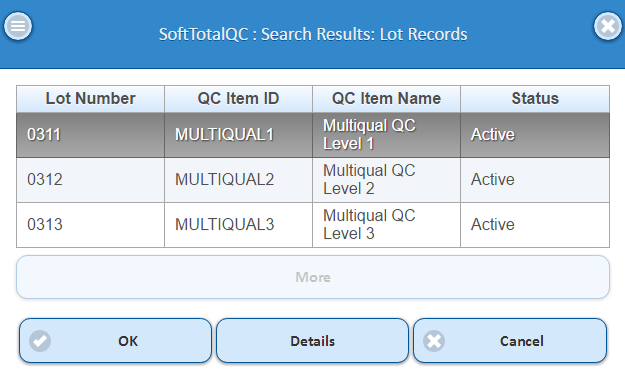 SoftTotalQC : Search Results: Lot Records
Lot Number QC Item ID QC Item Name Status
0311 MULTIQUAL1 Multiqual QC Level 1 Active
0312 MULTIQUAL2 Multiqual QC Level 2 Active
0313 MULTIQUAL3 Multiqual QC Level 3 Active
More
OK Details Cancel